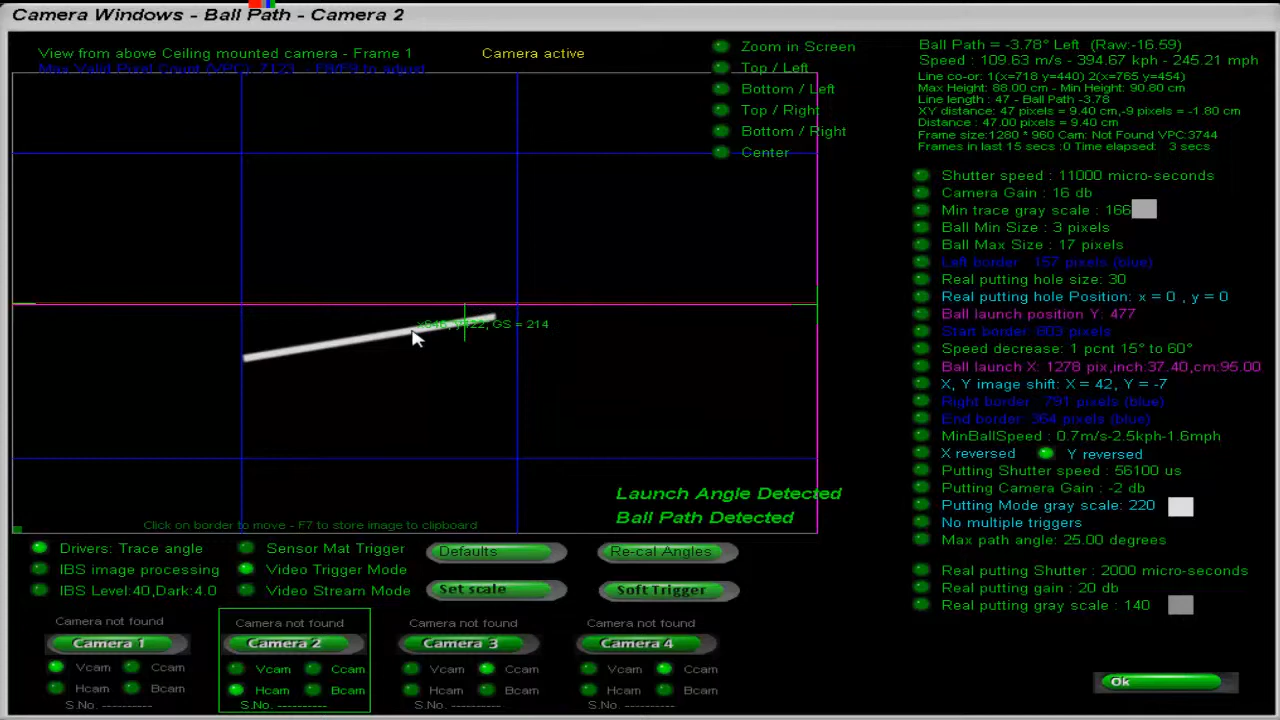 Camera Windows - Ball Path - Camera 2
View from above Ceiling mounted camera - Frame 1
Camera active
Max Valid Pixel Count (VPC): 7123 - F8/F9 to adjust
Zoom in Screen
Top / Left
Bottom / Left
Top / Right
Bottom / Right
Center
GS = 214
Launch Angle Detected
Ball Path Detected
Click on border to move - F7 to store image to clipboard
Ball Path = -3.78° Left (Raw:-16.59)
Speed : 109.63 m/s - 394.67 kph - 245.21 mph
Line co-or: 1(x=718 y=440) 2(x=765 y=454)
Max Height: 88.00 cm - Min Height: 90.80 cm
Line length : 47 - Ball Path -3.78
XY distance: 47 pixels = 9.40 cm,-9 pixels = -1.80 cm
Distance : 47.00 pixels = 9.40 cm
Frame size:1280 * 960 Cam: Not Found VPC:3744
Frames in last 15 secs :0 Time elapsed: 3 secs
Shutter speed : 11000 micro-seconds
Camera Gain : 16 db
Min trace gray scale : 166
Ball Min Size : 3 pixels
Ball Max Size : 17 pixels
Left border : 157 pixels (blue)
Real putting hole size: 30
Real putting hole Position: x = 0 , y = 0
Ball launch position Y: 477
Start border : 803 pixels
Speed decrease: 1 pcnt 15° to 60°
Ball launch X: 1278 pix,inch:37.40,cm:95.00
X, Y image shift: X = 42, Y = -7
Right border : 791 pixels (blue)
End border: 364 pixels (blue)
MinBallSpeed : 0.7m/s-2.5kph-1.6mph
X reversed
Y reversed
Putting Shutter speed : 56100 us
Putting Camera Gain : -2 db
Putting Mode gray scale: 220
No multiple triggers
Max path angle: 25.00 degrees
Real putting Shutter : 2000 micro-seconds
Real putting gain : 20 db
Real putting gray scale : 140
Drivers: Trace angle
Sensor Mat Trigger
Defaults
Re-cal Angles
IBS image processing
Video Trigger Mode
IBS Level:40,Dark:4.0
Video Stream Mode
Set scale
Soft Trigger
Camera not found
Camera not found
Camera not found
Camera not found
Camera 1
Camera 2
Camera 3
Camera 4
Vcam Ccam
Vcam Ccam
Vcam Ccam
Vcam Ccam
Hcam Bcam
Hcam Bcam
Hcam Bcam
Hcam Bcam
S.No. ----------
S.No. ----------
S.No. ----------
S.No. ----------
Ok